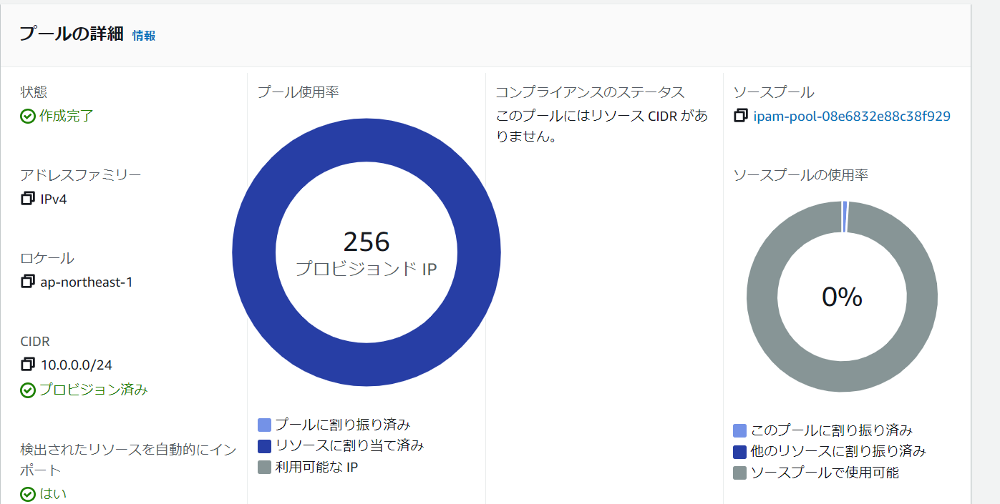 プールの詳細 情報
状態
作成完了
アドレスファミリー
IPv4
ロケール
ap-northeast-1
CIDR
10.0.0.0/24
プロビジョン済み
検出されたリソースを自動的にイン
ポート
はい
プール使用率
256
プロビジョンド IP
プールに割り振り済み
リソースに割り当て済み
利用可能な IP
コンプライアンスのステータス
このプールにはリソース CIDR があ
りません。
ソースプール
ipam-pool-08e6832e88c38f929
ソースプールの使用率
0%
このプールに割り振り済み
他のリソースに割り振り済み
ソースプールで使用可能